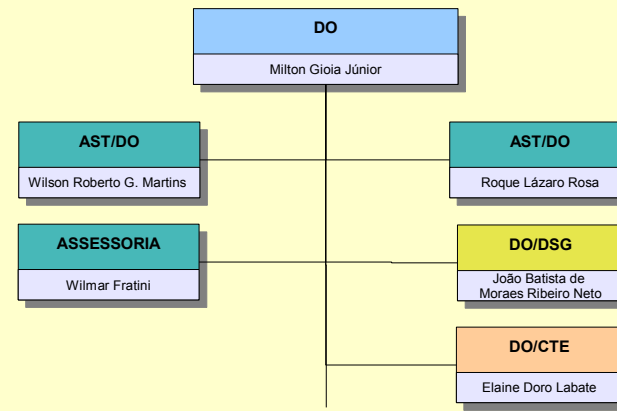 DO
Milton Gioia Júnior
AST/DO
Wilson Roberto G. Martins
AST/DO
Roque Lázaro Rosa
ASSESSORIA
Wilmar Fratini
DO/DSG
João Batista de
Moraes Ribeiro Neto
DO/CTE
Elaine Doro Labate